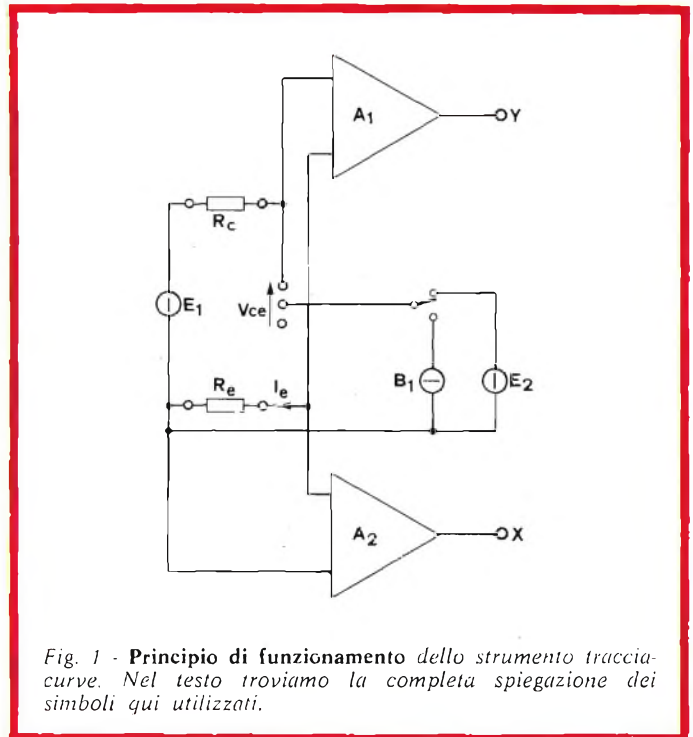 A1
Y
Rc
E1
Vce
Re
Ie
B1
E2
A2
X
Fig. 1 - Principio di funzionamento dello strumento traccia-
curve. Nel testo troviamo la completa spiegazione dei
simboli qui utilizzati.